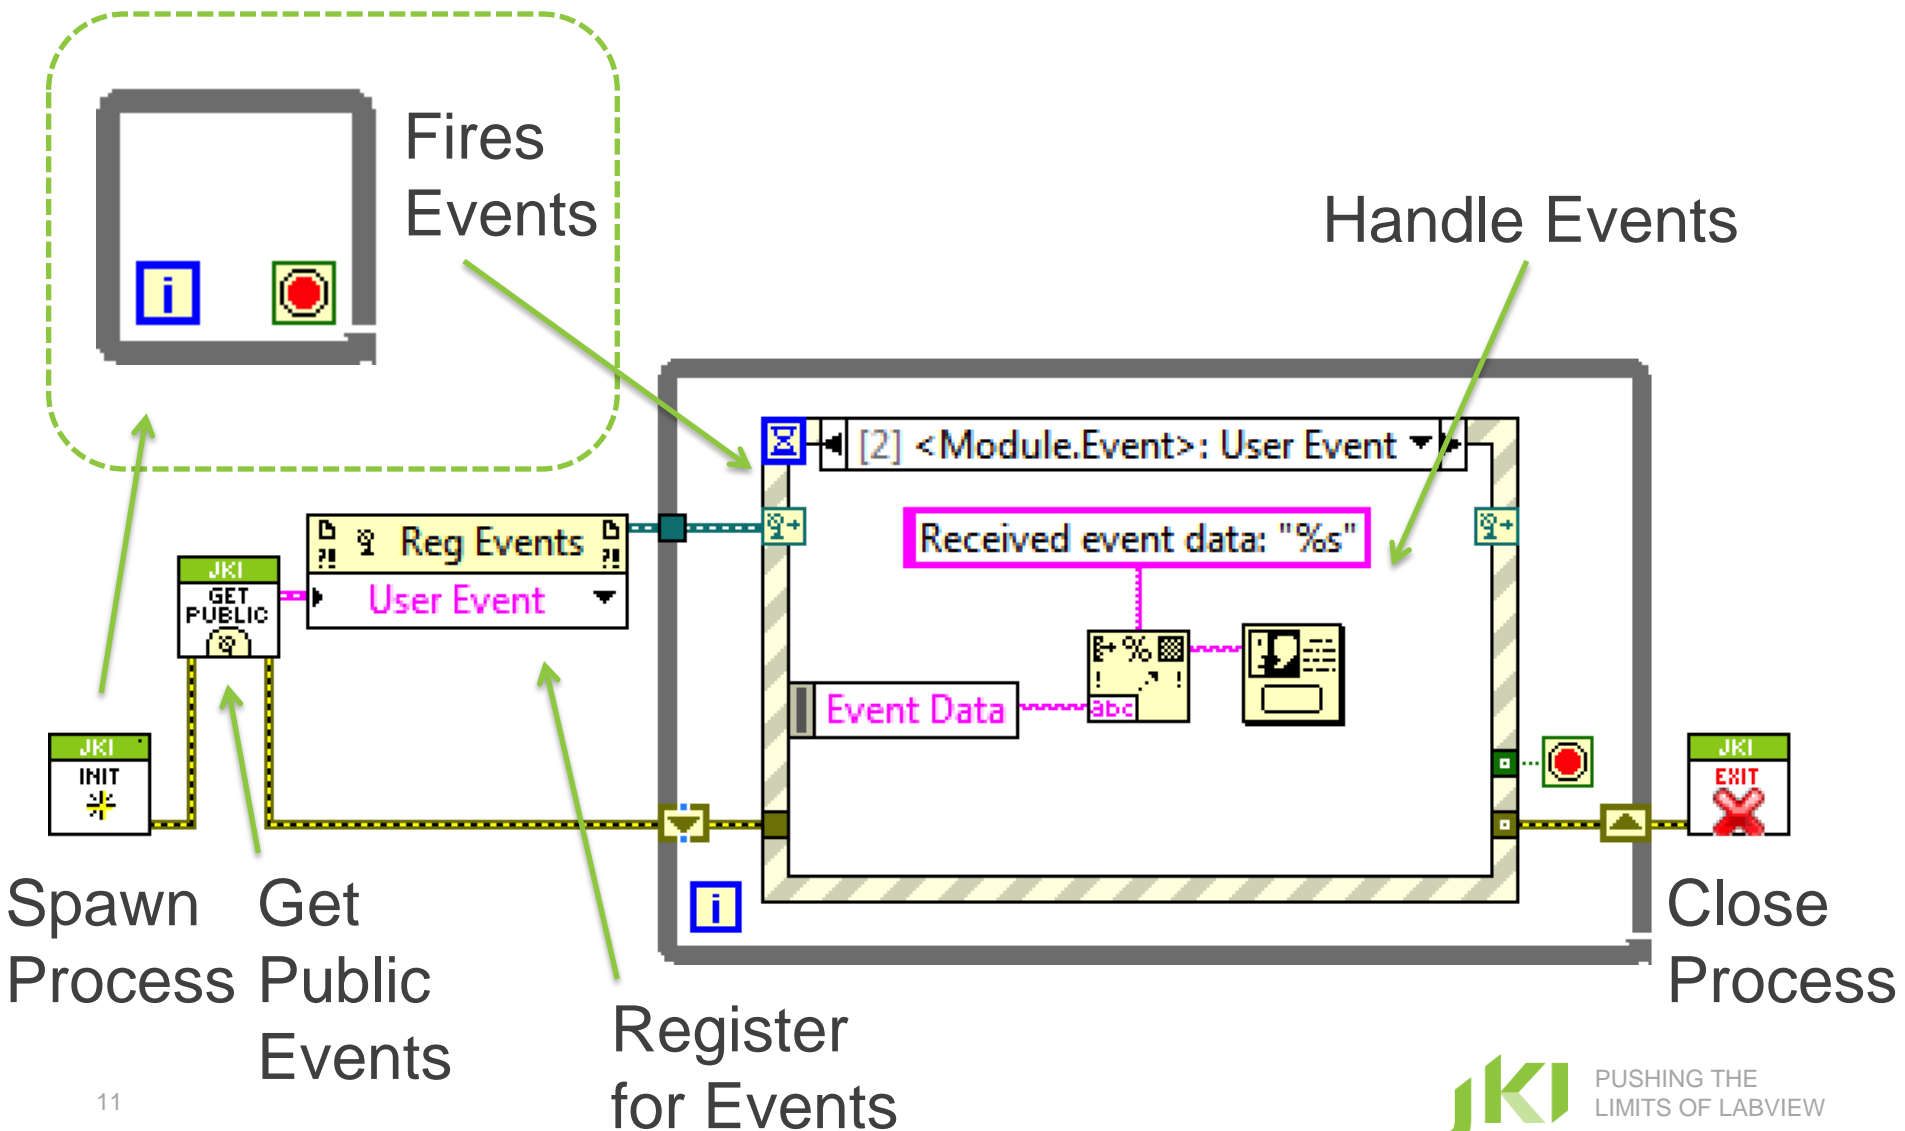 Fires
Events
i
Handle Events
[2] <Module.Event>: User Event
Received event data: "%s"
Reg Events
?!
?!
User Event
JKI
GET
PUBLIC
%
! !
abc
Event Data
JKI
INIT
JKI
EXIT
i
Spawn
Process
Get
Public
Events
Register
for Events
Close
Process
11
JKI
PUSHING THE
LIMITS OF LABVIEW